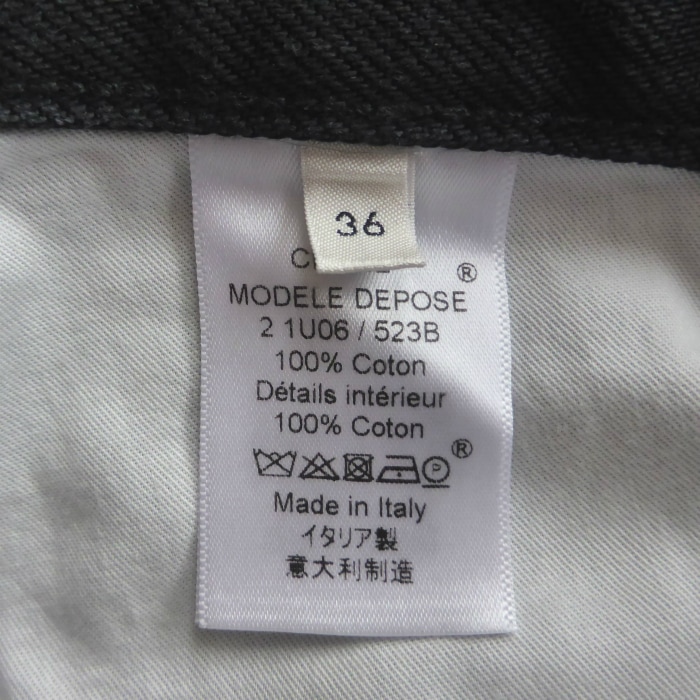 36
®
MODELE DEPOSE
2 1U06 / 523B
100% Coton
Détails intérieur
100% Coton
®
P
Made in Italy
イタリア製
意大利制造